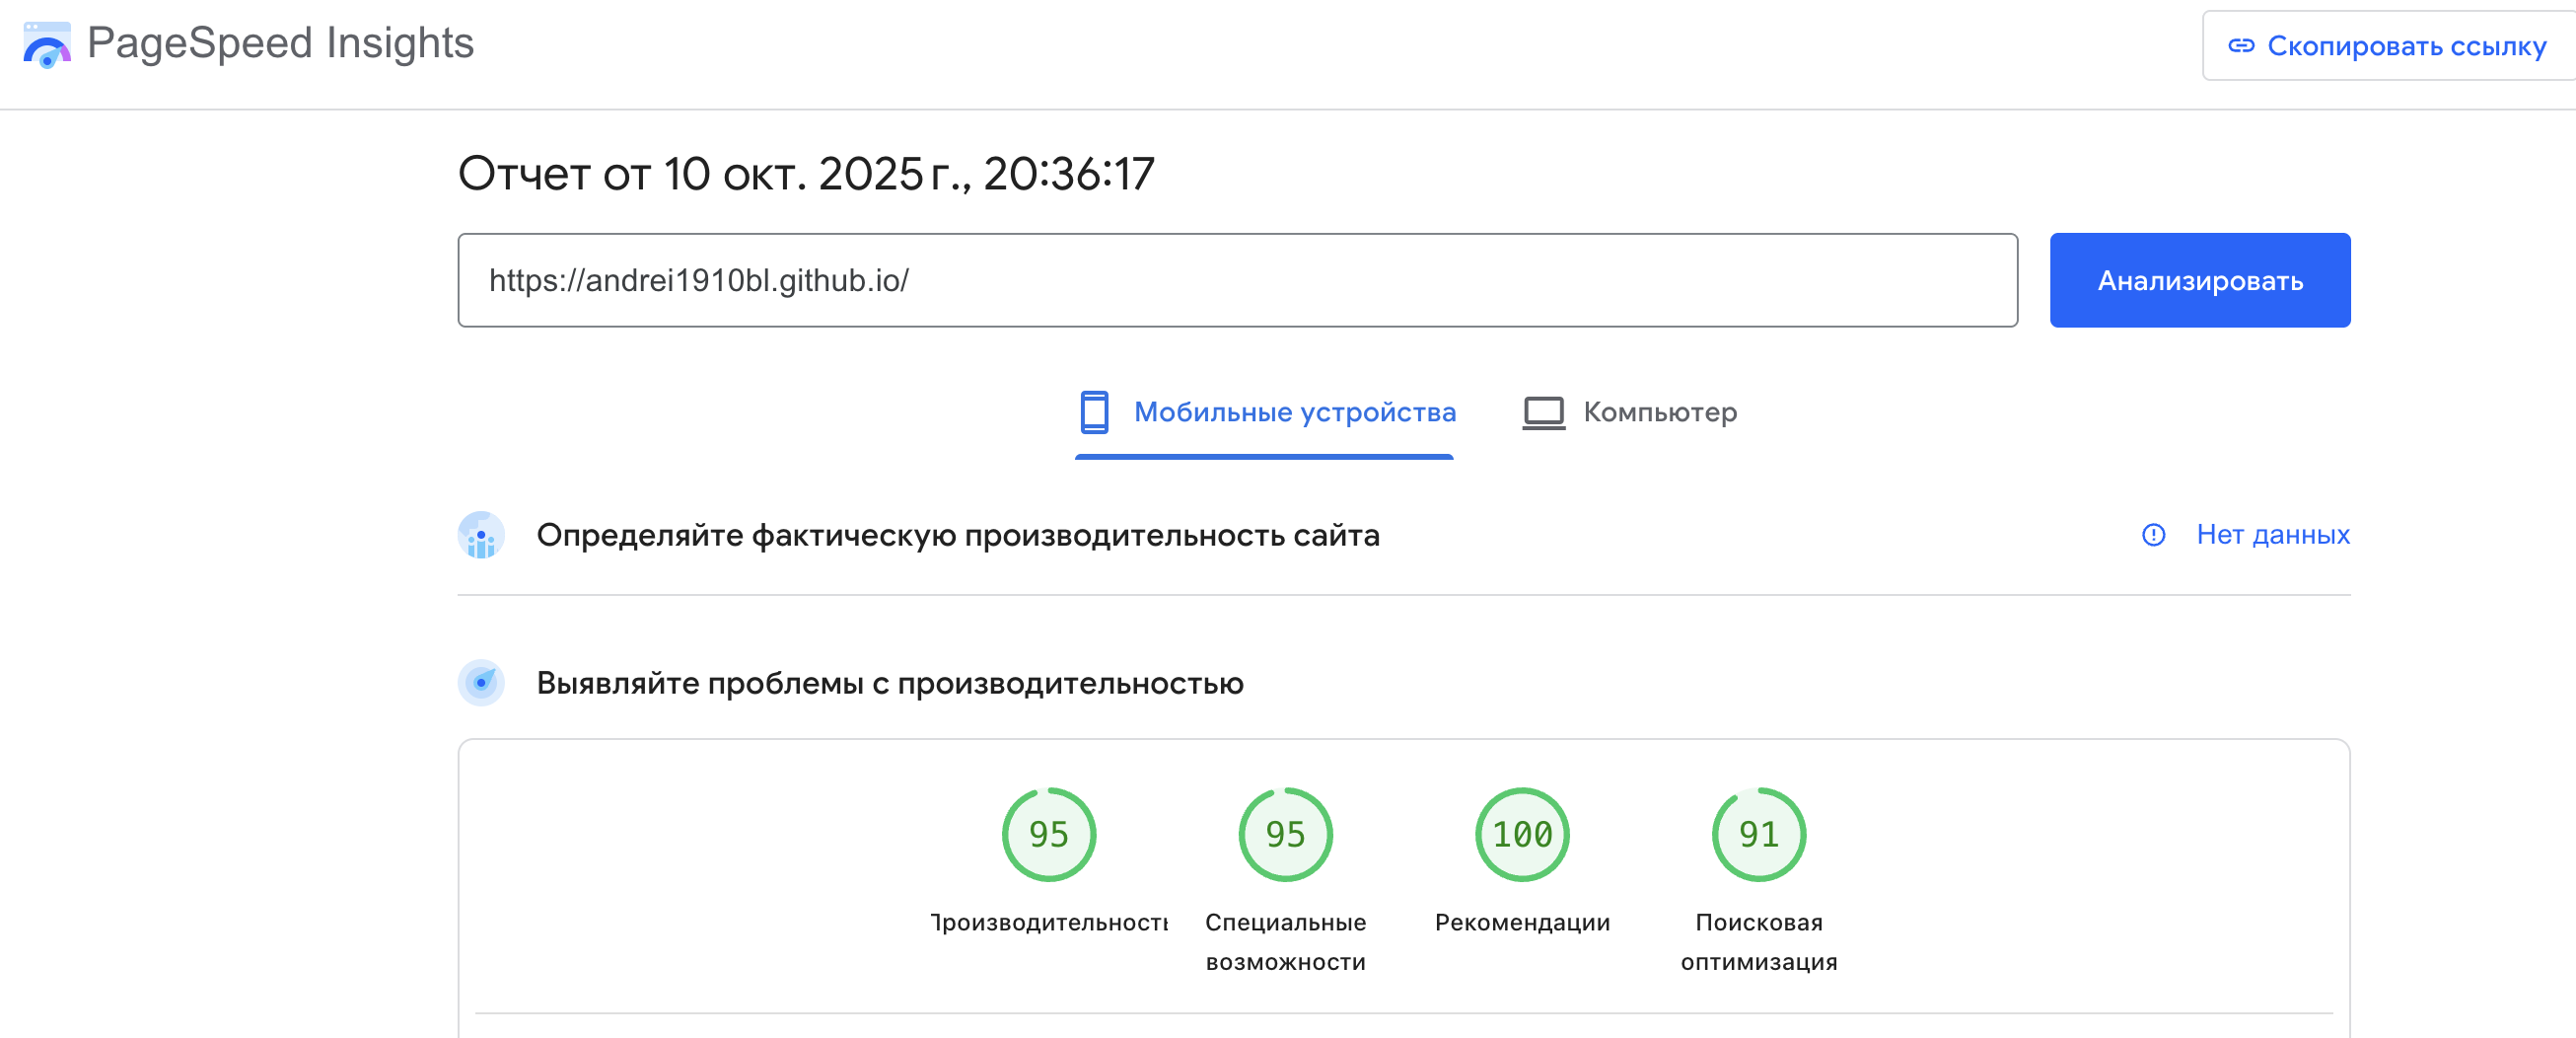 PageSpeed Insights
Скопировать ссылку
Отчет от 10 окт. 2025 г., 20:36:17
https://andrei1910bl.github.io/
Анализировать
Мобильные устройства
Компьютер
Определяйте фактическую производительность сайта
Нет данных
Выявляйте проблемы с производительностью
95
95
100
91
Производительность
Специальные
возможности
Рекомендации
Поисковая
оптимизация